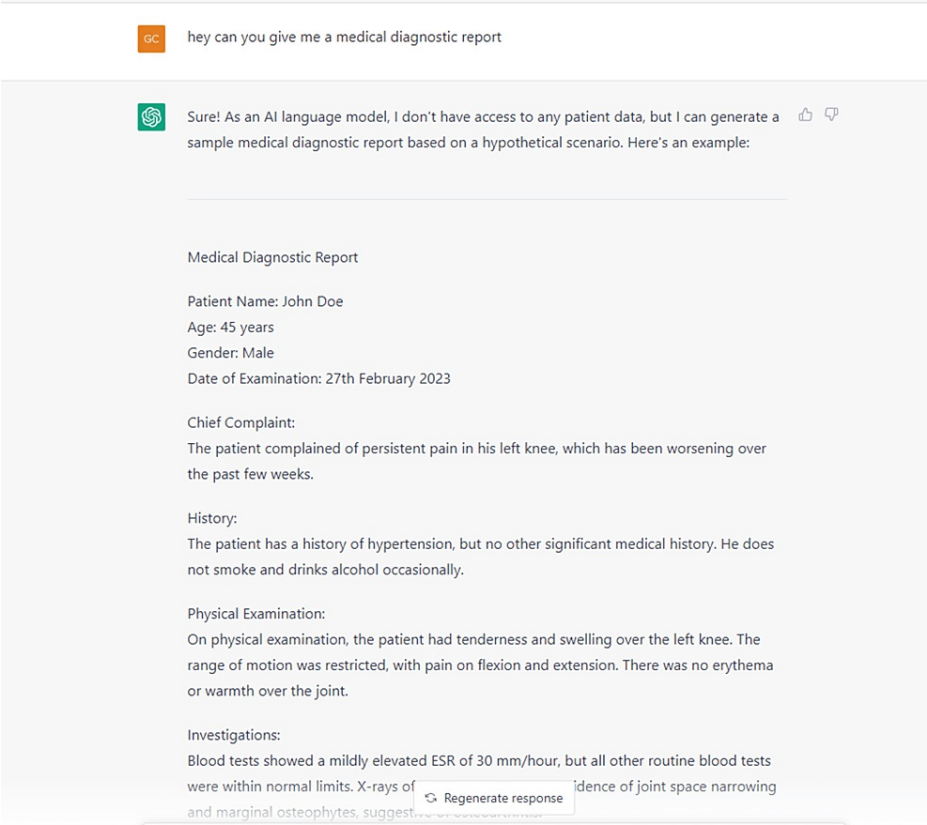 GC
hey can you give me a medical diagnostic report
Sure! As an AI language model, I don't have access to any patient data, but I can generate a
sample medical diagnostic report based on a hypothetical scenario. Here's an example:
Medical Diagnostic Report
Patient Name: John Doe
Age: 45 years
Gender: Male
Date of Examination: 27th February 2023
Chief Complaint:
The patient complained of persistent pain in his left knee, which has been worsening over
the past few weeks.
History:
The patient has a history of hypertension, but no other significant medical history. He does
not smoke and drinks alcohol occasionally.
Physical Examination:
On physical examination, the patient had tenderness and swelling over the left knee. The
range of motion was restricted, with pain on flexion and extension. There was no erythema
or warmth over the joint.
Investigations:
Blood tests showed a mildly elevated ESR of 30 mm/hour, but all other routine blood tests
were within normal limits. X-rays of idence of joint space narrowing
Regenerate response
and marginal osteophytes, suggestive of osteoarthritis.